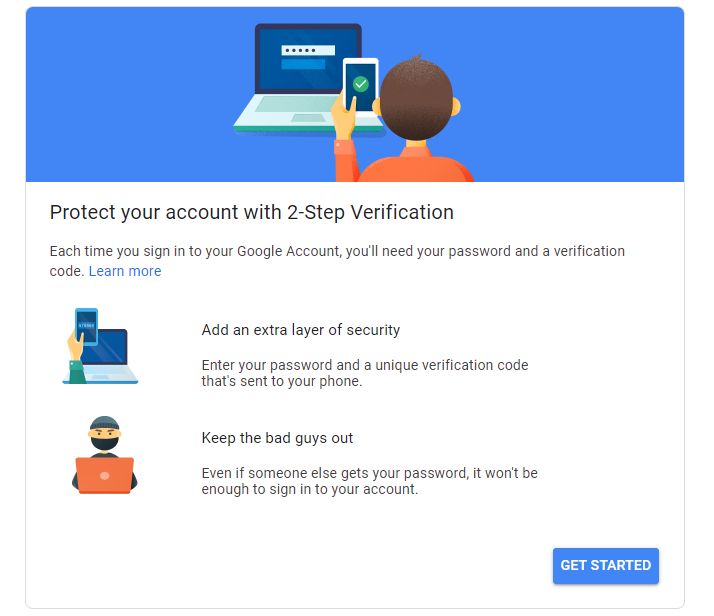 Protect your account with 2-Step Verification
Each time you sign in to your Google Account, you'll need your password and a verification
code. Learn more
Add an extra layer of security
Enter your password and a unique verification code
that's sent to your phone.
Keep the bad guys out
Even if someone else gets your password, it won't be
enough to sign in to your account.
GET STARTED